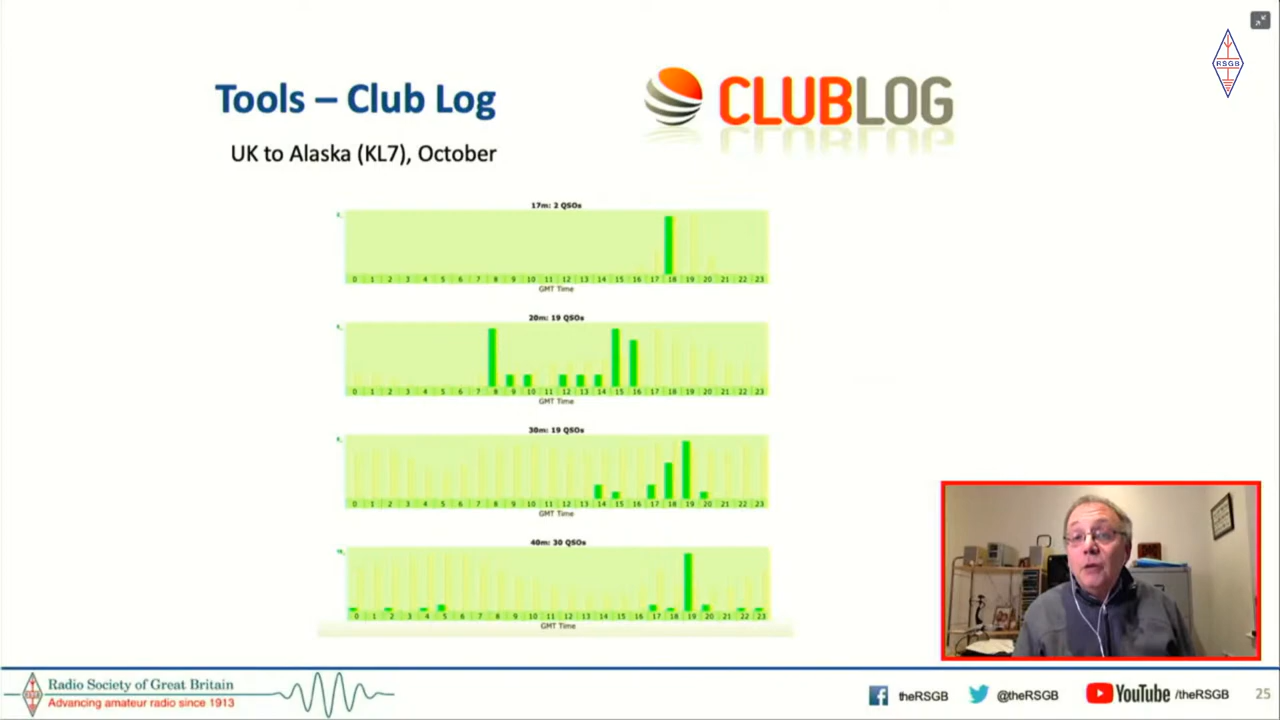 Tools – Club Log
CLUBLOG
RSGB
UK to Alaska (KL7), October
17m: 2 QSOs
0 1 2 3 4 5 6 7 8 9 10 11 12 13 14 15 16 17 18 19 20 21 22 23
GMT Time
20m: 19 QSOs
0 1 2 3 4 5 6 7 8 9 10 11 12 13 14 15 16 17 18 19 20 21 22 23
GMT Time
30m: 19 QSOs
0 1 2 3 4 5 6 7 8 9 10 11 12 13 14 15 16 17 18 19 20 21 22 23
GMT Time
40m: 30 QSOs
0 1 2 3 4 5 6 7 8 9 10 11 12 13 14 15 16 17 18 19 20 21 22 23
GMT Time
RSGB
Radio Society of Great Britain
Advancing amateur radio since 1913
theRSGB
@theRSGB
YouTube /theRSGB
25